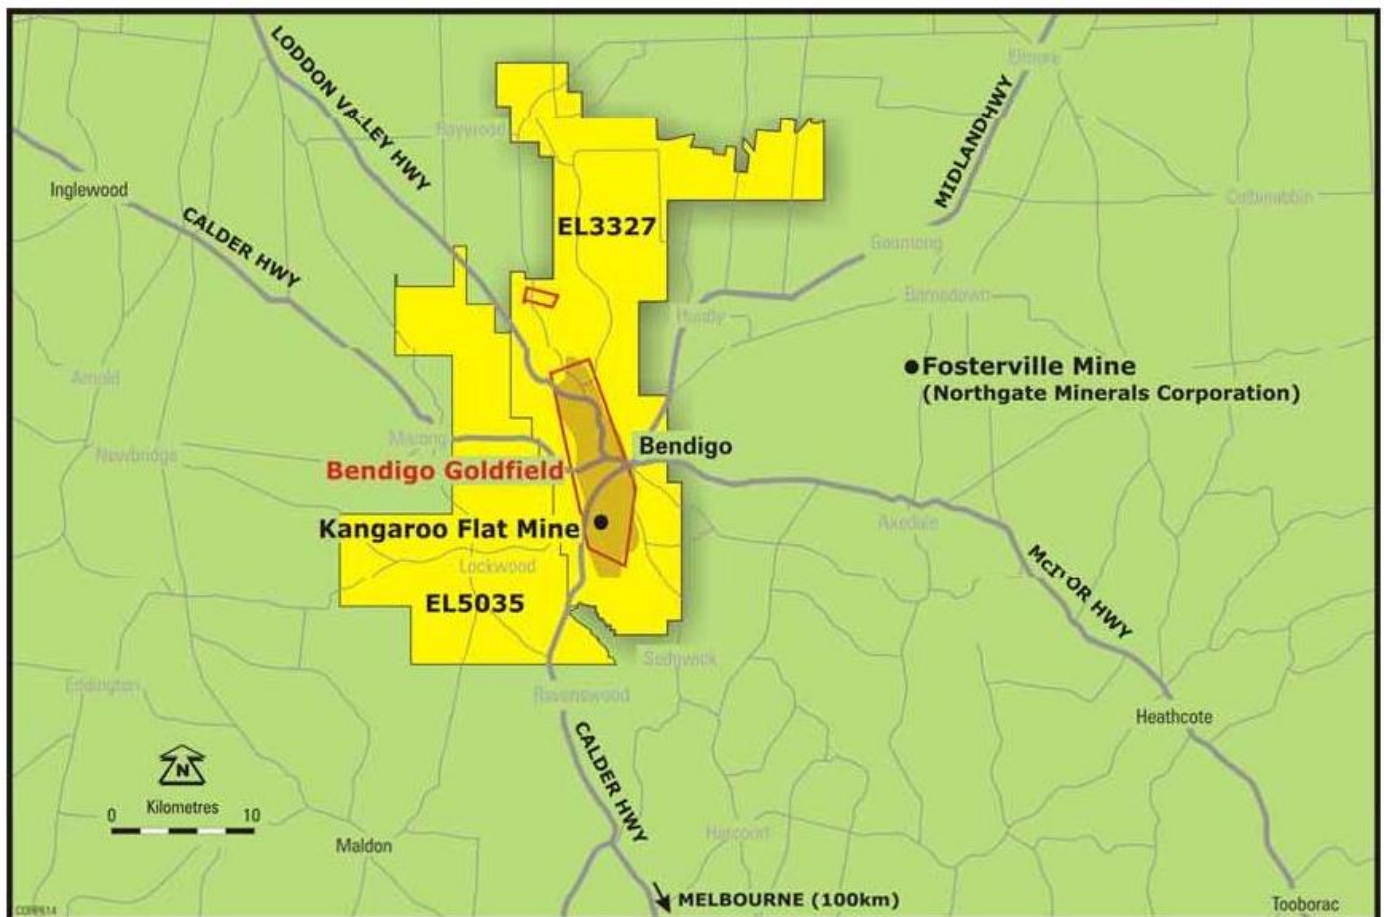 LODDON VALLEY HWY
Elmore
MIDLAND HWY
Raywood
Inglewood
CALDER HWY
EL3327
Goornong
Barnadown
Huntly
Fosterville Mine
(Northgate Minerals Corporation)
Arnold
Marong
Bendigo
Newbridge
Bendigo Goldfield
Kangaroo Flat Mine
Axedale
Lockwood
McIVOR HWY
EL5035
Sedgwick
Eddington
Ravenswood
Heathcote
N
CALDER HWY
Kilometres
0 10
Harcourt
Maldon
MELBOURNE (100km)
Tooborac